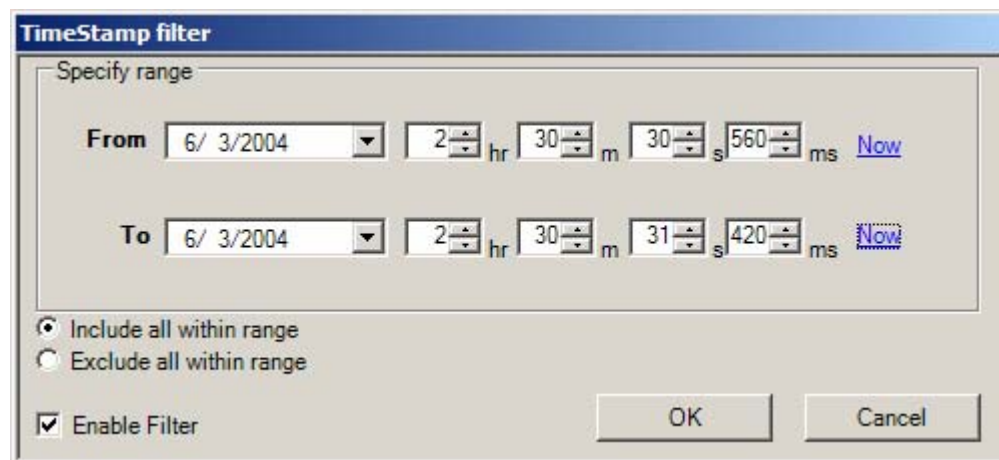 TimeStamp filter
Specify range
From 6/ 3/2004 2 hr 30 m 30 s 560 ms Now
To 6/ 3/2004 2 hr 30 m 31 s 420 ms Now
Include all within range
Exclude all within range
Enable Filter OK Cancel